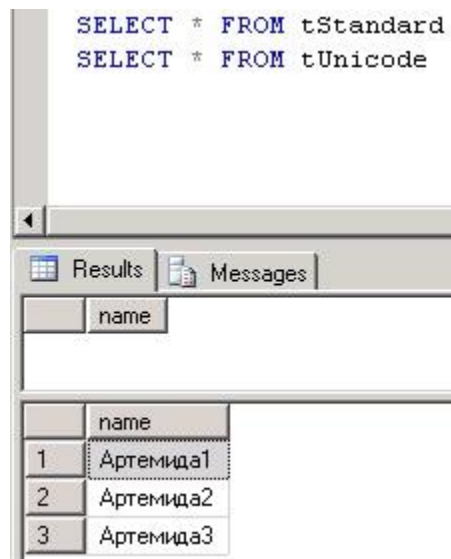 SELECT * FROM tStandard
SELECT * FROM tUnicode
Results Messages
name
name
1 Артемида1
2 Артемида2
3 Артемида3